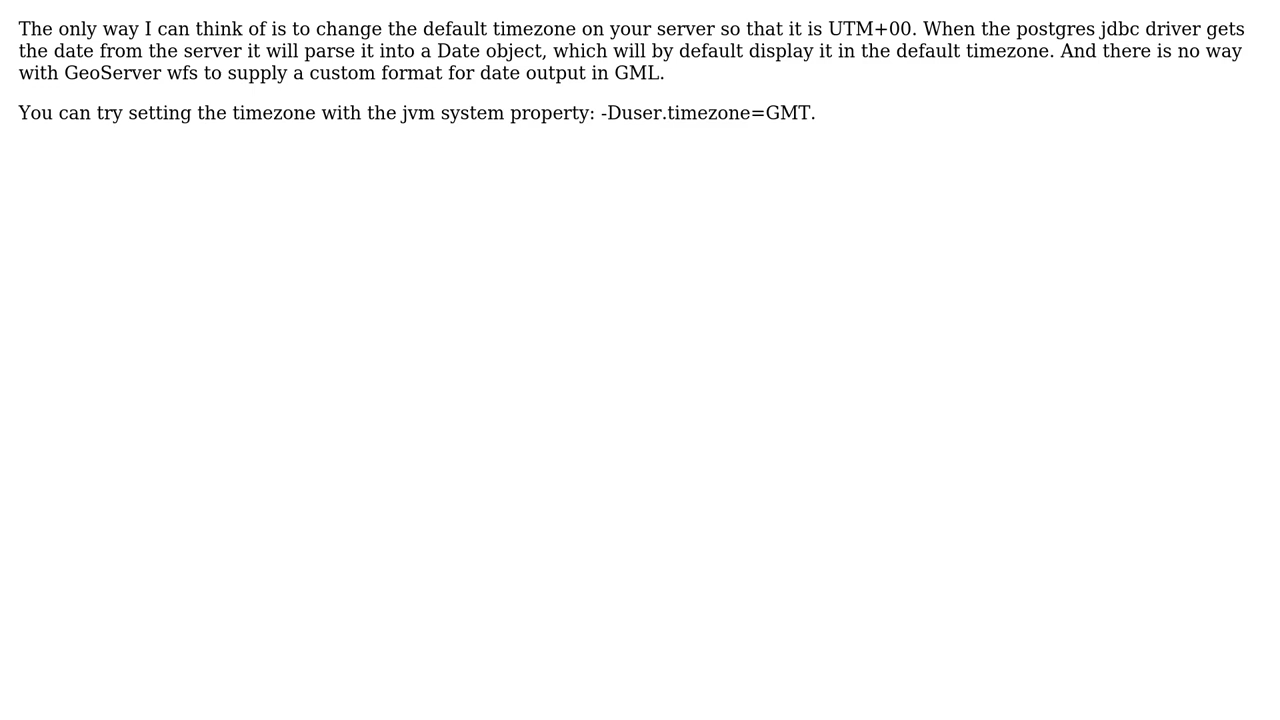 The only way I can think of is to change the default timezone on your server so that it is UTM+00. When the postgres jdbc driver gets
the date from the server it will parse it into a Date object, which will by default display it in the default timezone. And there is no way
with GeoServer wfs to supply a custom format for date output in GML.
You can try setting the timezone with the jvm system property: -Duser.timezone=GMT.